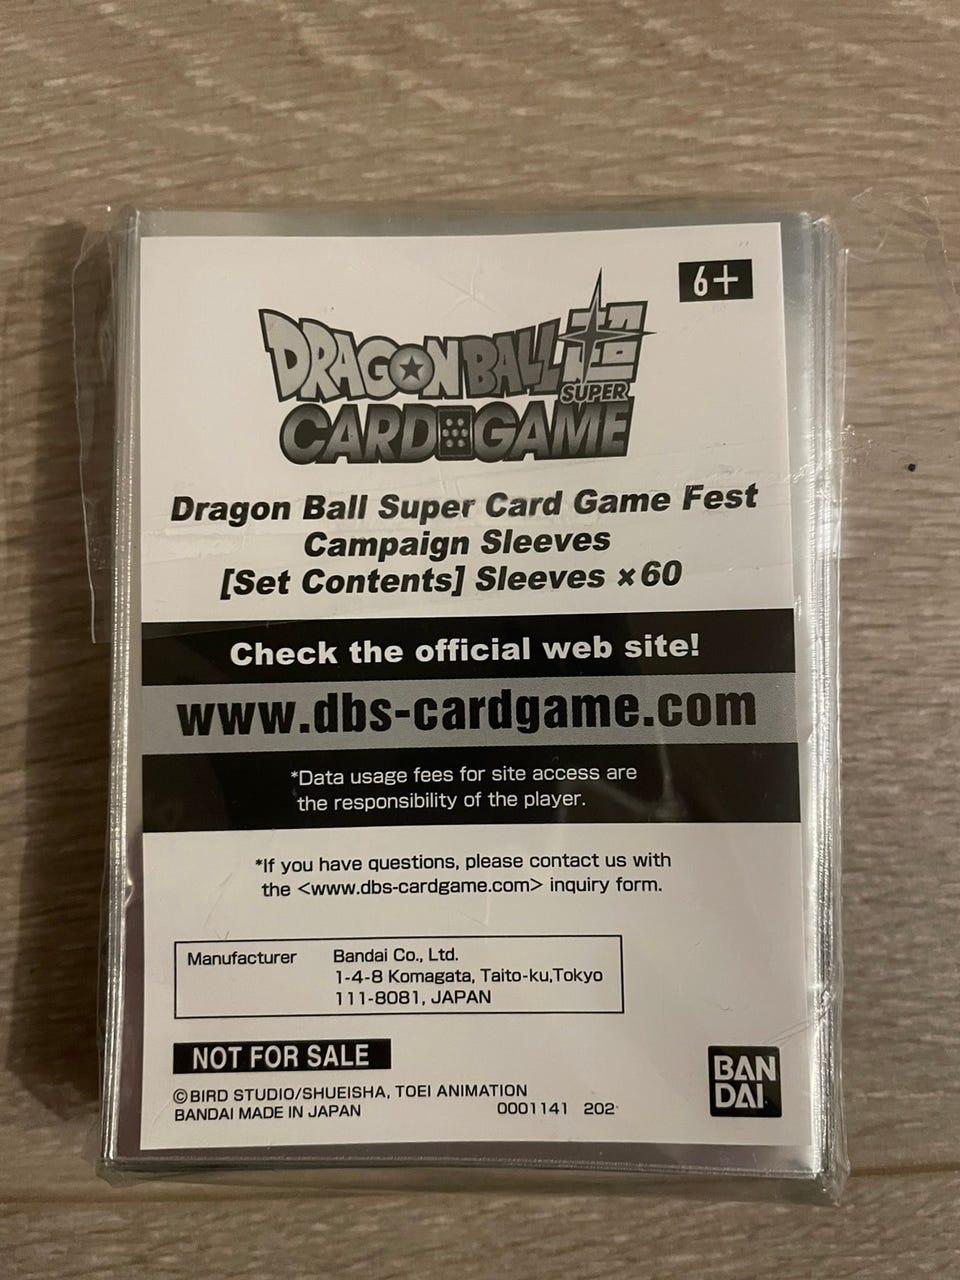 6+
DRAGON BALL 超
SUPER
CARD GAME
Dragon Ball Super Card Game Fest
Campaign Sleeves
[Set Contents] Sleeves ×60
Check the official web site!
www.dbs-cardgame.com
*Data usage fees for site access are
the responsibility of the player.
*If you have questions, please contact us with
the <www.dbs-cardgame.com> inquiry form.
Manufacturer Bandai Co., Ltd.
1-4-8 Komagata, Taito-ku,Tokyo
111-8081, JAPAN
NOT FOR SALE
©BIRD STUDIO/SHUEISHA, TOEI ANIMATION
BANDAI MADE IN JAPAN 0001141 202
BAN
DAI